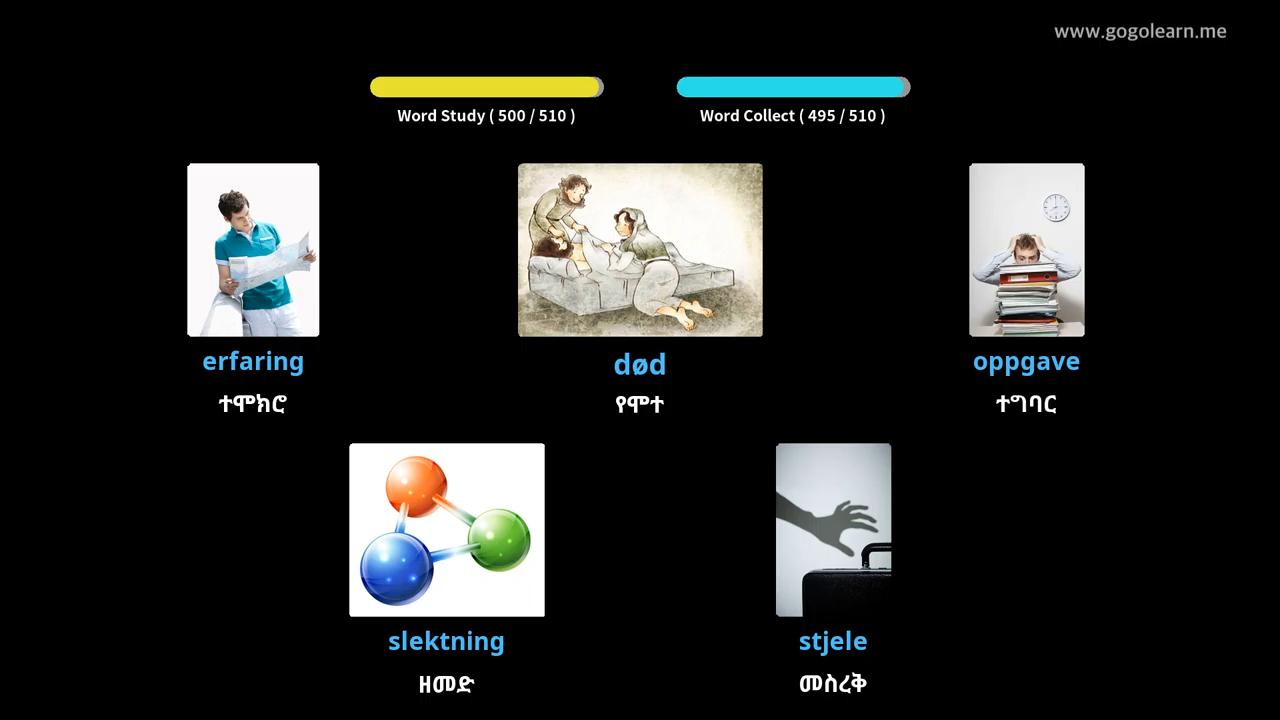 www.gogolearn.me
Word Study ( 500 / 510 )
Word Collect ( 495 / 510 )
erfaring
ተሞክሮ
død
የሞተ
oppgave
ተግባር
slektning
ዘመድ
stjele
መስረቅ